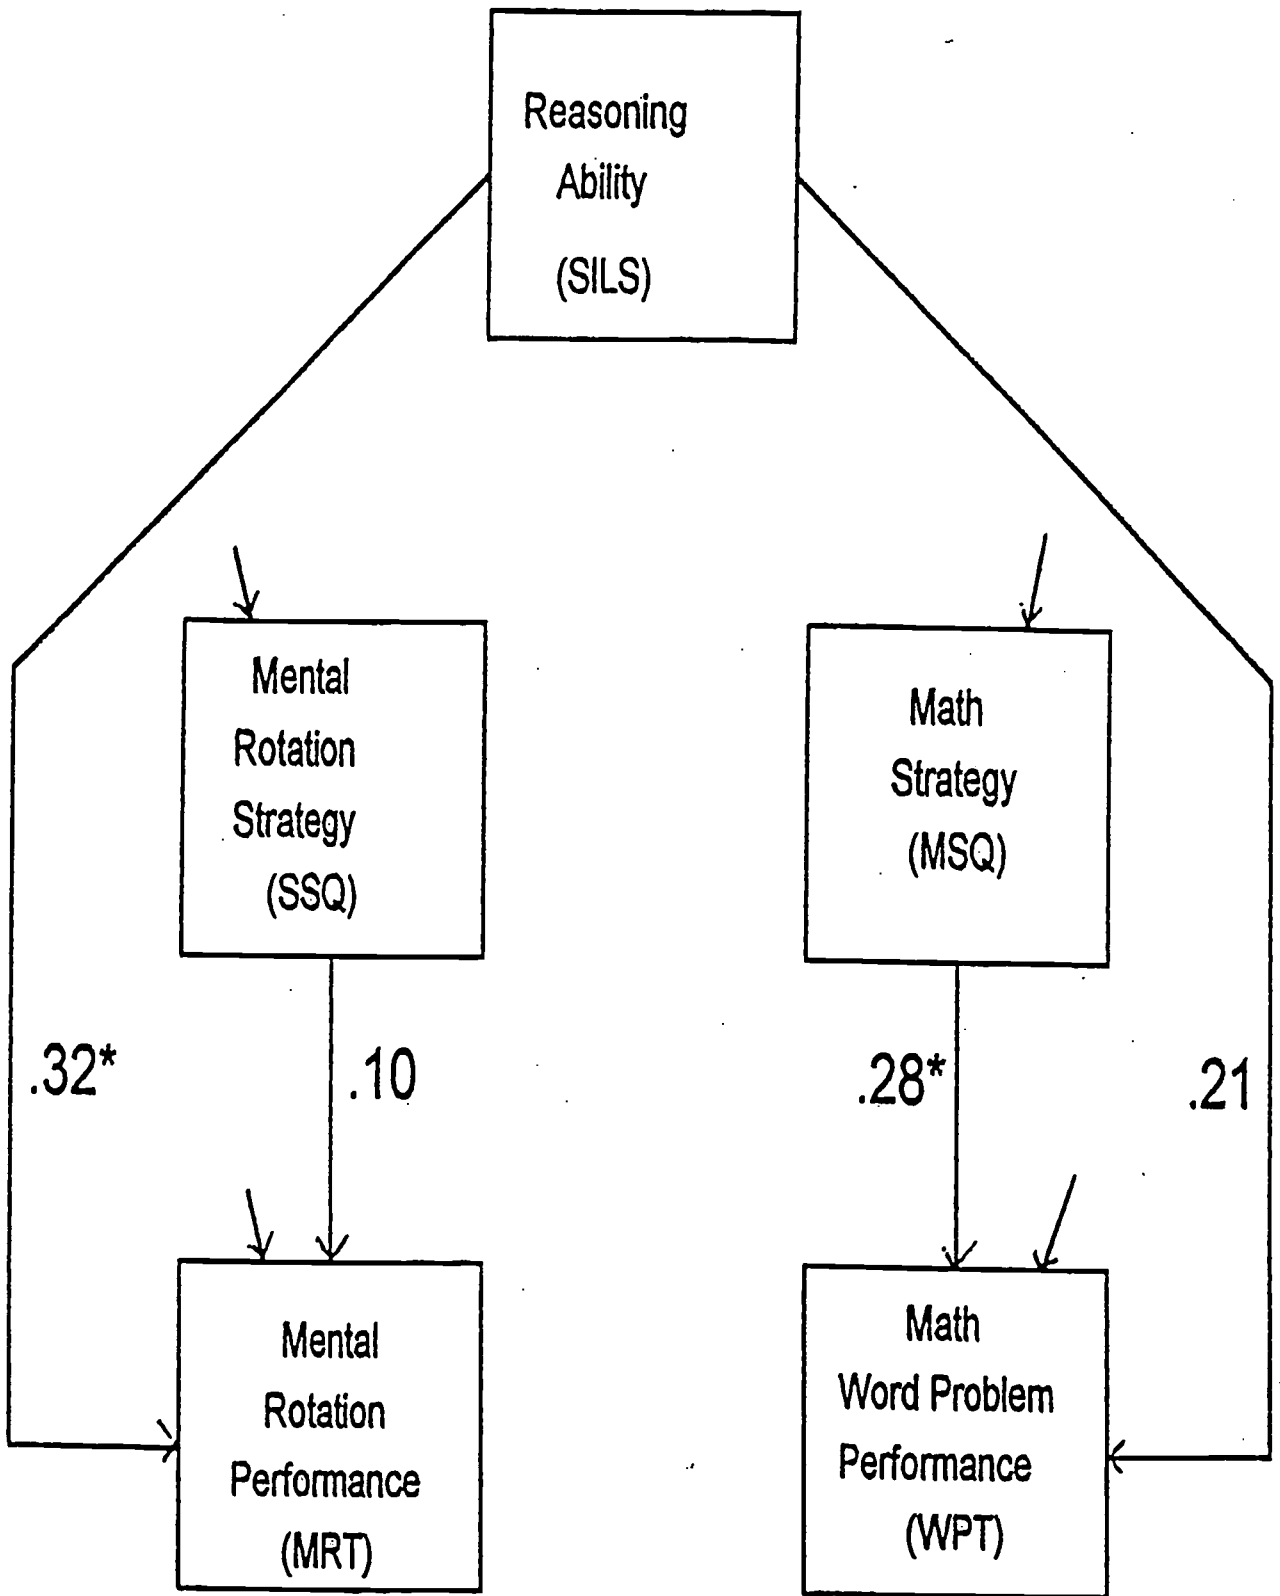 Reasoning
Ability
(SILS)
Mental
Rotation
Strategy
(SSQ)
Math
Strategy
(MSQ)
.32*
.10
.28*
.21
Mental
Rotation
Performance
(MRT)
Math
Word Problem
Performance
(WPT)